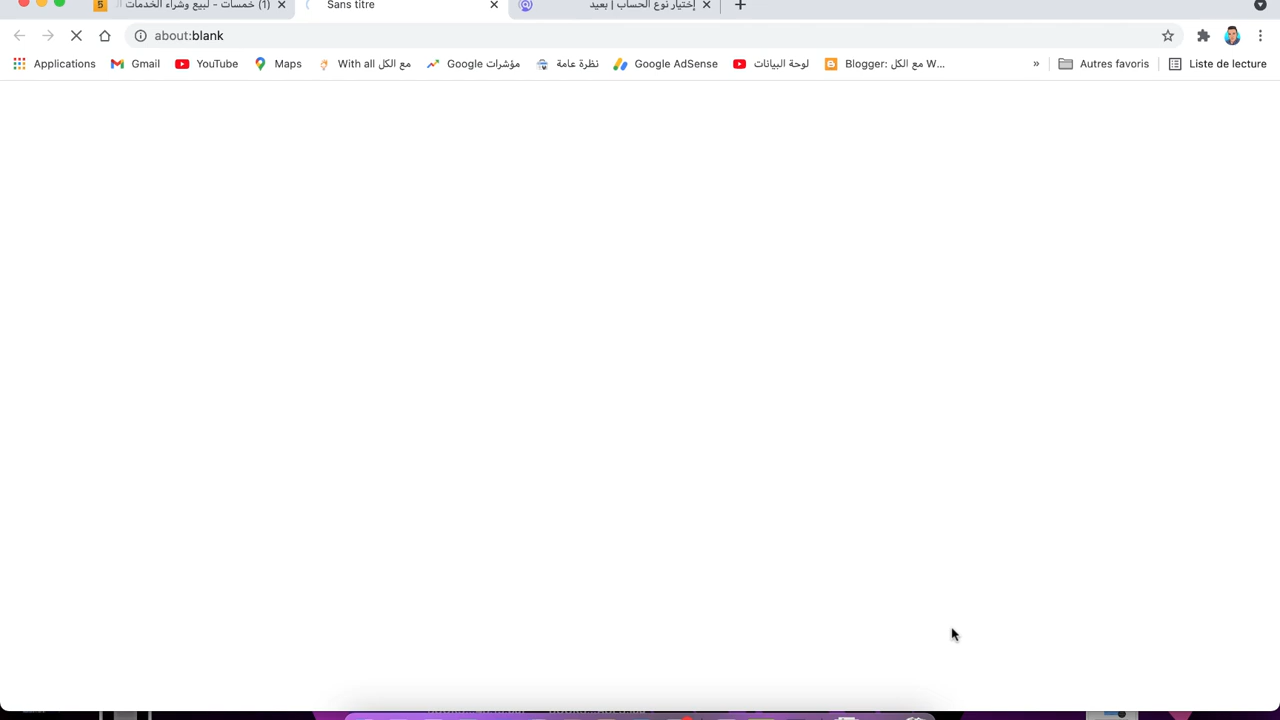 (1) خمسات - لبيع وشراء الخدمات
Sans titre
إختيار نوع الحساب | بعيد
about:blank
Applications
Gmail
YouTube
Maps
With all مع الكل
Google مؤشرات
نظرة عامة
Google AdSense
لوحة البيانات
Blogger: مع الكل W...
»
Autres favoris
Liste de lecture